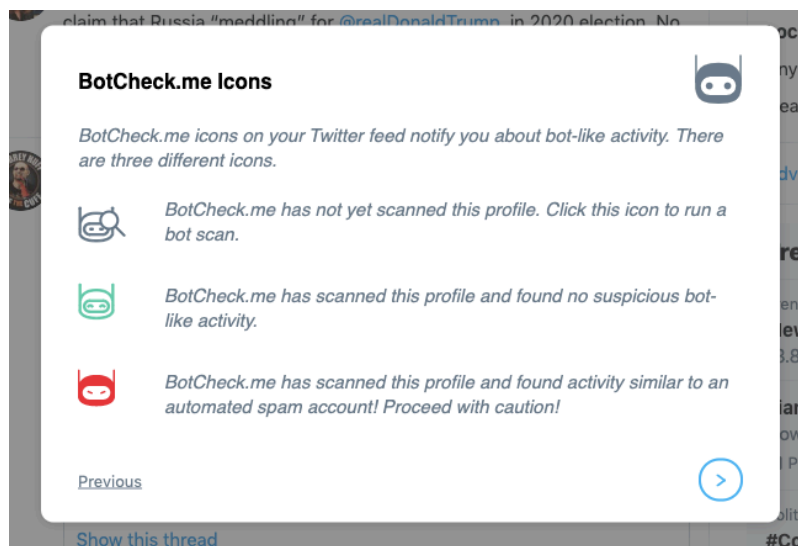 claim that Russia "meddling" for @realDonaldTrump in 2020 election. No
BotCheck.me Icons
BotCheck.me icons on your Twitter feed notify you about bot-like activity. There
are three different icons.
BotCheck.me has not yet scanned this profile. Click this icon to run a
bot scan.
BotCheck.me has scanned this profile and found no suspicious bot-
like activity.
BotCheck.me has scanned this profile and found activity similar to an
automated spam account! Proceed with caution!
Previous
Show this thread